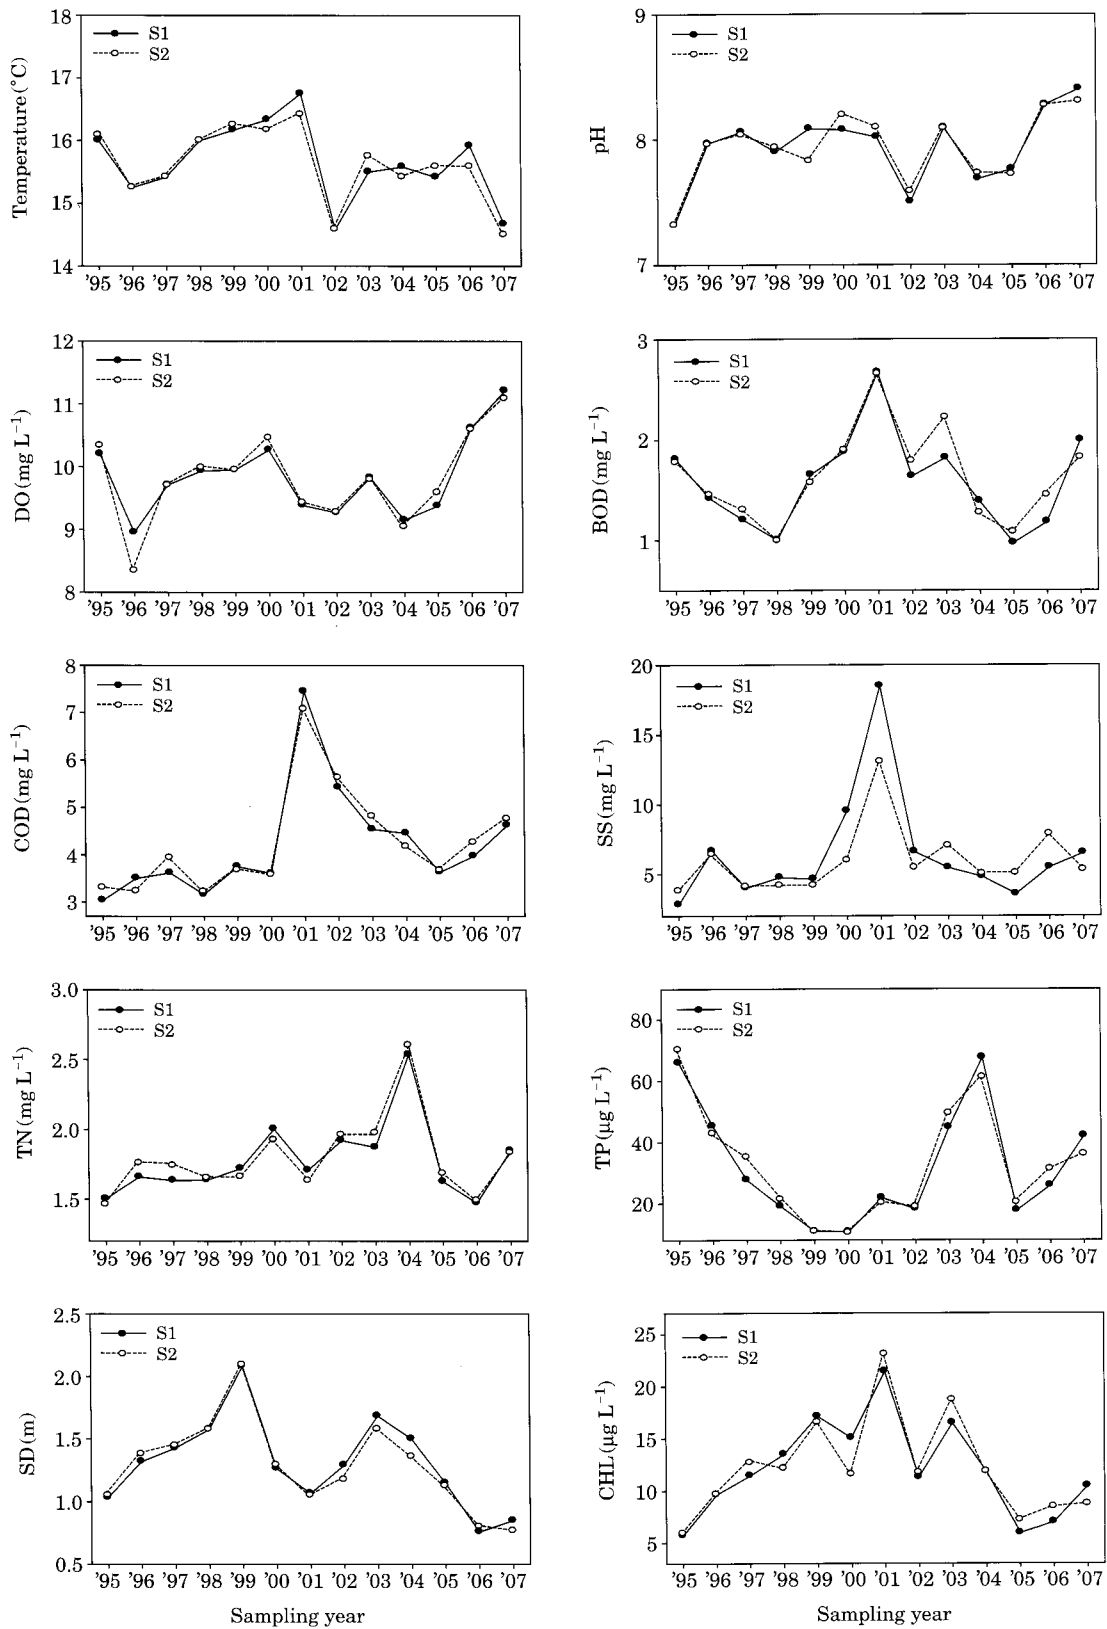 18
17
16
15
14
Temperature(°C)
S1
S2
'95 '96 '97 '98 '99 '00 '01 '02 '03 '04 '05 '06 '07
9
8
7
pH
S1
S2
'95 '96 '97 '98 '99 '00 '01 '02 '03 '04 '05 '06 '07
12
11
10
9
8
DO(mg L⁻¹)
S1
S2
'95 '96 '97 '98 '99 '00 '01 '02 '03 '04 '05 '06 '07
3
2
1
BOD(mg L⁻¹)
S1
S2
'95 '96 '97 '98 '99 '00 '01 '02 '03 '04 '05 '06 '07
8
7
6
5
4
3
COD(mg L⁻¹)
S1
S2
'95 '96 '97 '98 '99 '00 '01 '02 '03 '04 '05 '06 '07
20
15
10
5
SS(mg L⁻¹)
S1
S2
'95 '96 '97 '98 '99 '00 '01 '02 '03 '04 '05 '06 '07
3.0
2.5
2.0
1.5
TN(mg L⁻¹)
S1
S2
'95 '96 '97 '98 '99 '00 '01 '02 '03 '04 '05 '06 '07
80
60
40
20
TP(μg L⁻¹)
S1
S2
'95 '96 '97 '98 '99 '00 '01 '02 '03 '04 '05 '06 '07
2.5
2.0
1.5
1.0
0.5
SD(m)
S1
S2
'95 '96 '97 '98 '99 '00 '01 '02 '03 '04 '05 '06 '07
Sampling year
25
20
15
10
5
CHL(μg L⁻¹)
S1
S2
'95 '96 '97 '98 '99 '00 '01 '02 '03 '04 '05 '06 '07
Sampling year